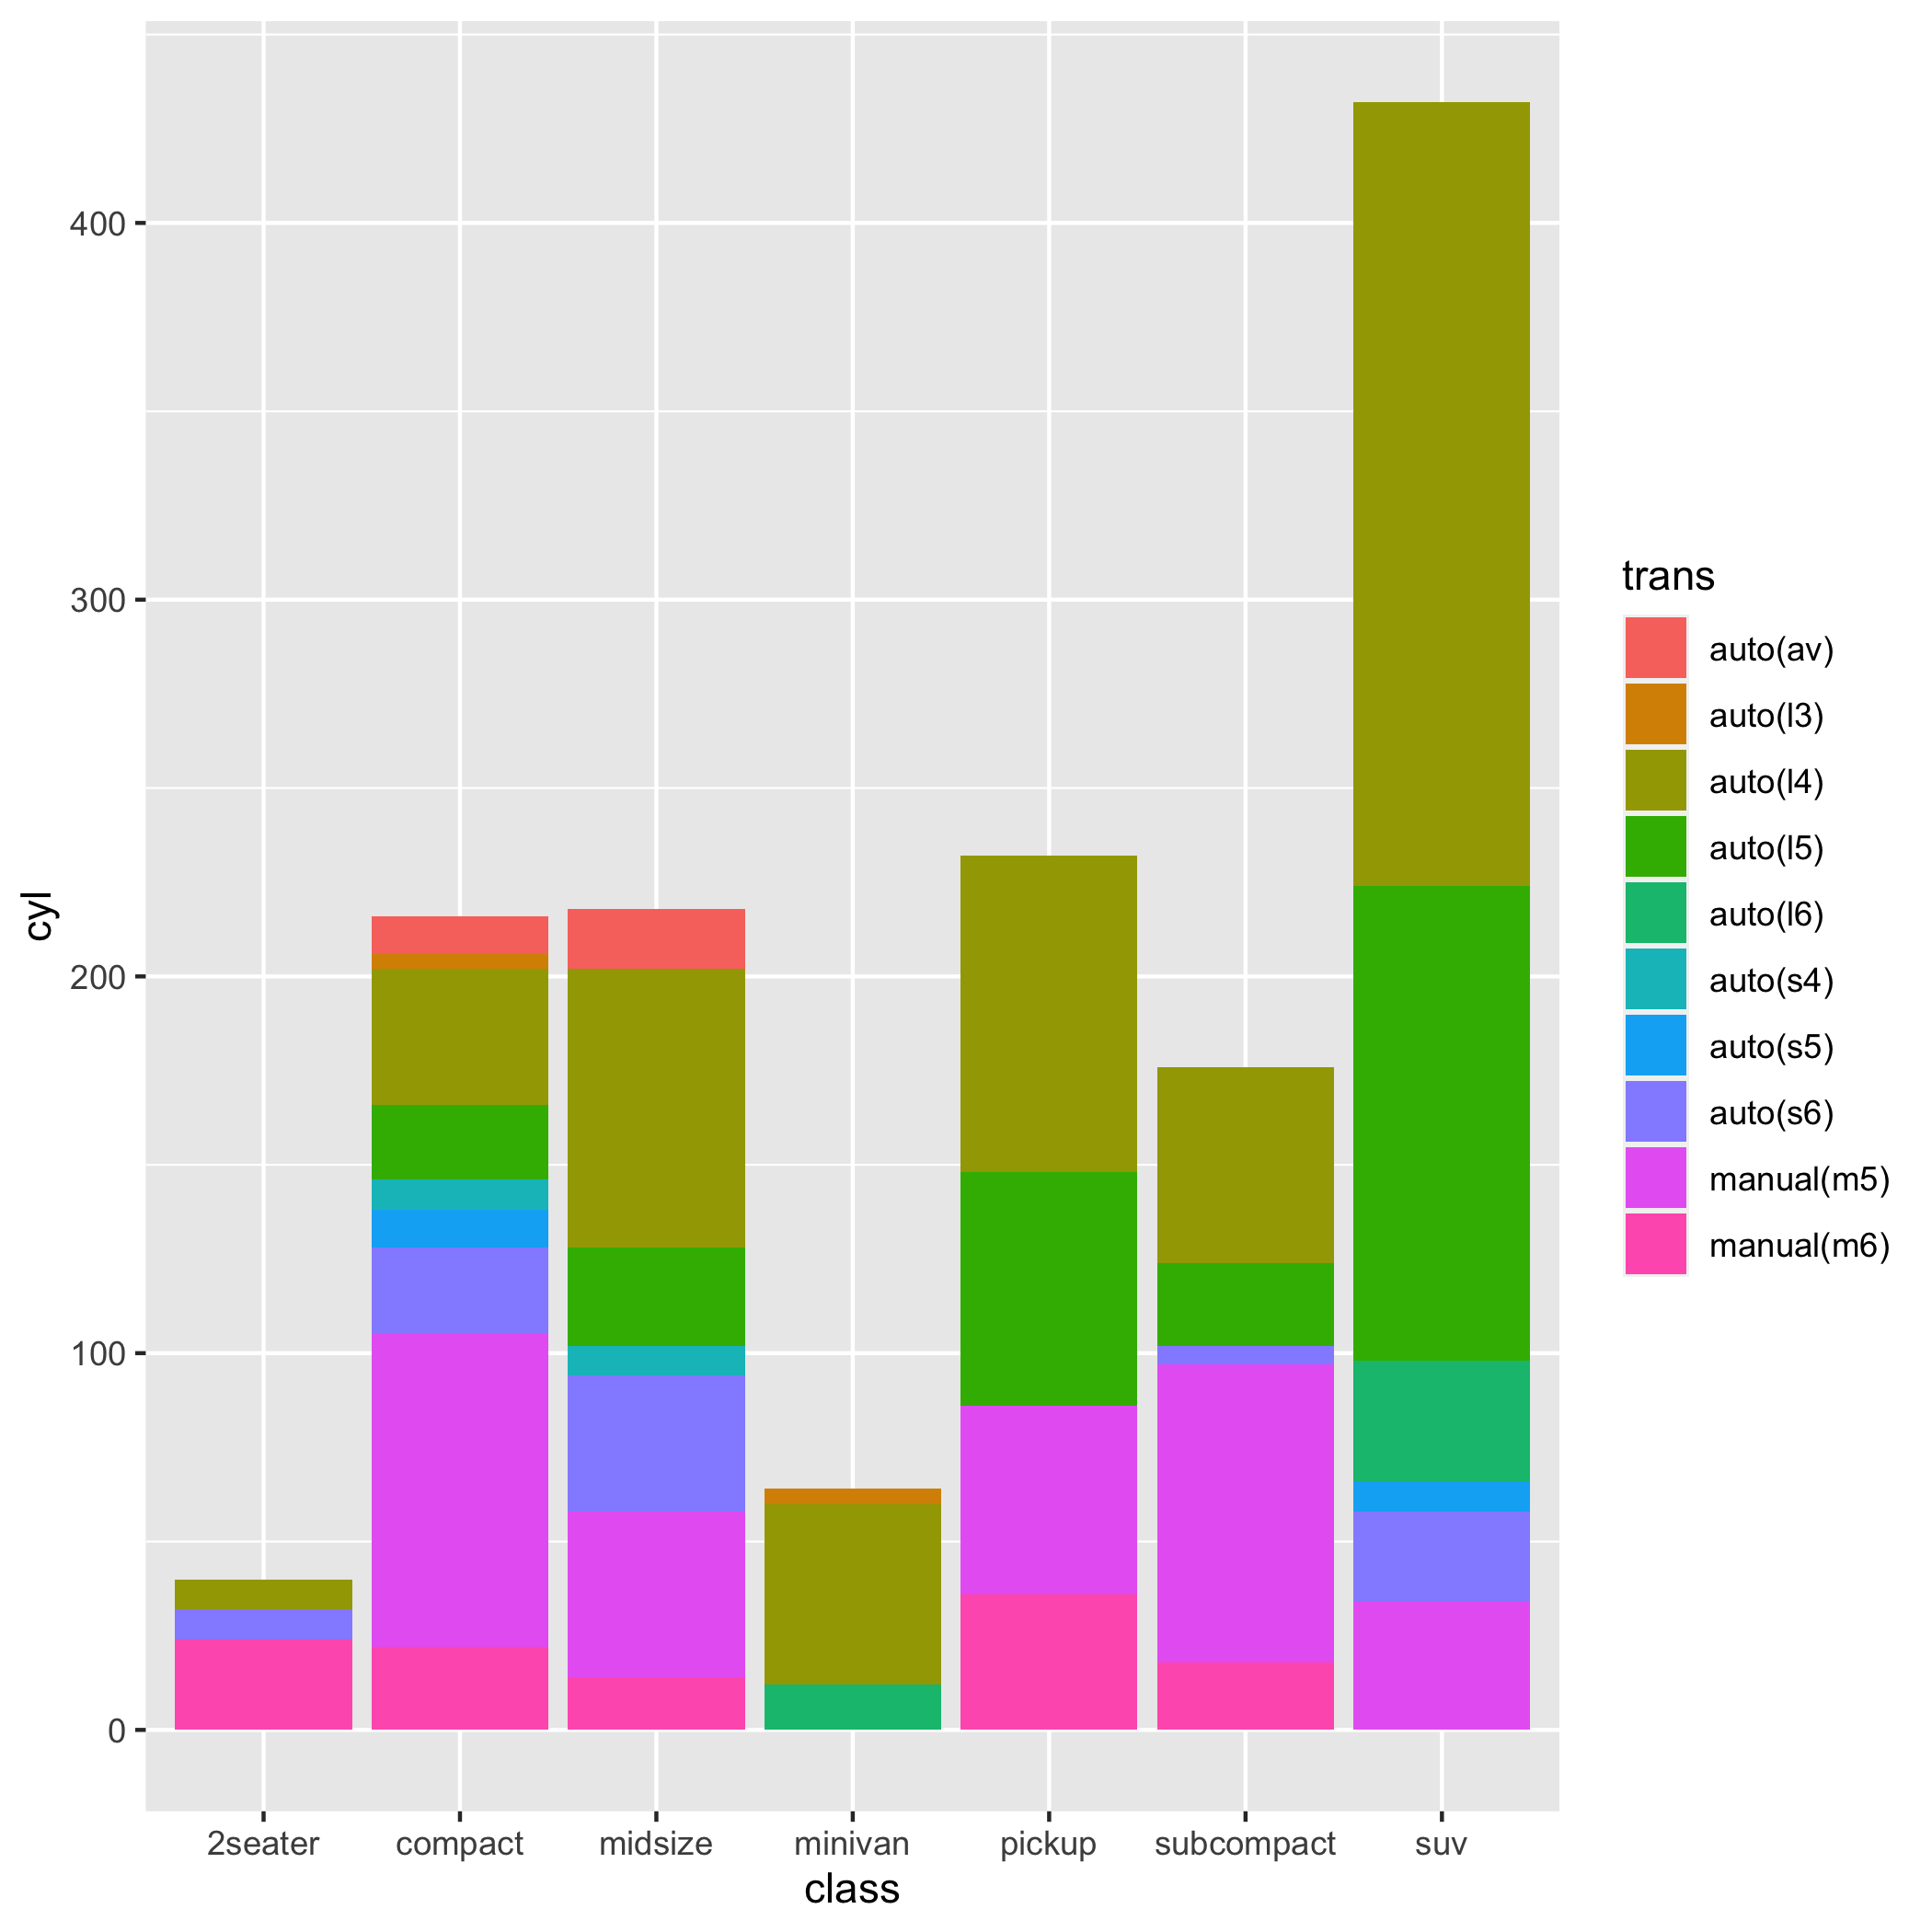 400
300
200
100
0
cyl
2seater compact midsize minivan pickup subcompact suv
class
trans
auto(av)
auto(l3)
auto(l4)
auto(l5)
auto(l6)
auto(s4)
auto(s5)
auto(s6)
manual(m5)
manual(m6)